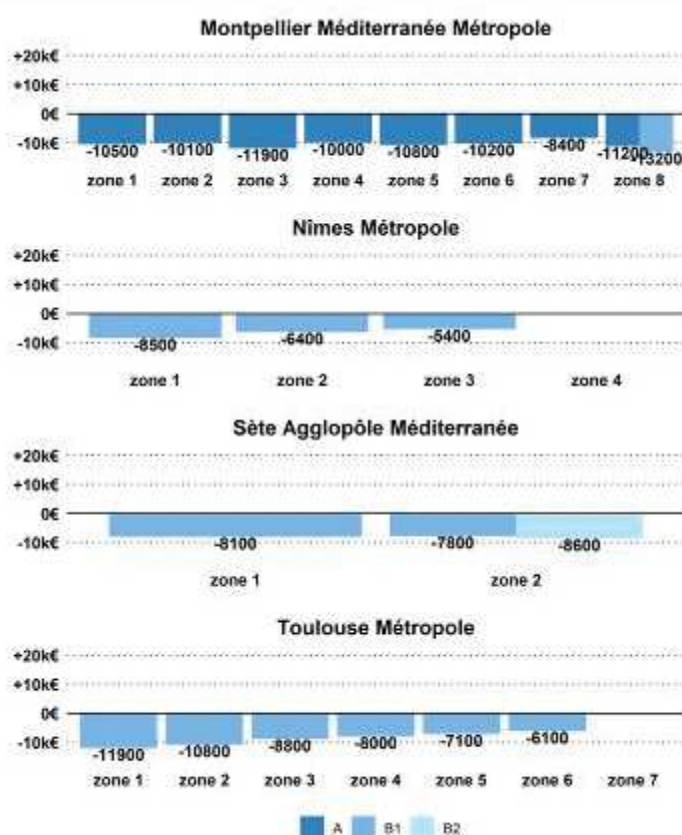 Montpellier Méditerranée Métropole
+20k€
+10k€
0€
-10k€
-10500 -10100 -11900 -10000 -10800 -10200 -8400 -11200 -13200
zone 1 zone 2 zone 3 zone 4 zone 5 zone 6 zone 7 zone 8
Nîmes Métropole
+20k€
+10k€
0€
-10k€
-8500 -6400 -5400
zone 1 zone 2 zone 3 zone 4
Sète Agglopôle Méditerranée
+20k€
+10k€
0€
-10k€
-8100 -7800 -8600
zone 1 zone 2
Toulouse Métropole
+20k€
+10k€
0€
-10k€
-11900 -10800 -8800 -8000 -7100 -6100
zone 1 zone 2 zone 3 zone 4 zone 5 zone 6 zone 7
A B1 B2